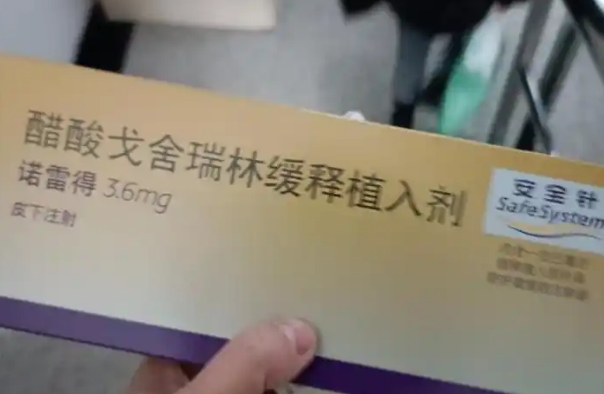 醋酸戈舍瑞林缓释植入剂
诺雷得 3.6mg
皮下注射
安全针
SafeSystem